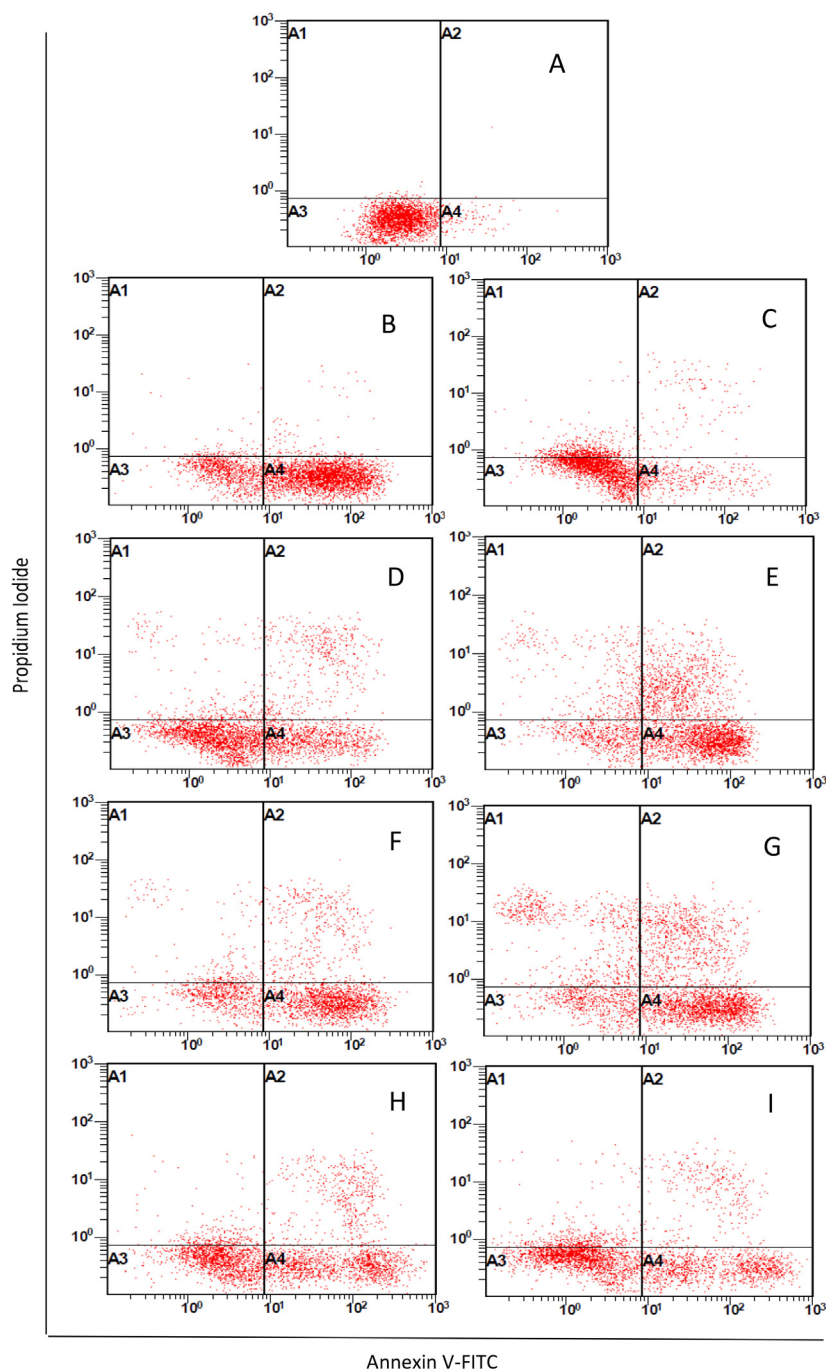 A1 A2 A
10³
10²
10¹
10⁰
A3 A4
10⁰ 10¹ 10² 10³
A1 A2 B
10³
10²
10¹
10⁰
A3 A4
10⁰ 10¹ 10² 10³
A1 A2 C
10³
10²
10¹
10⁰
A3 A4
10⁰ 10¹ 10² 10³
A1 A2 D
10³
10²
10¹
10⁰
A3 A4
10⁰ 10¹ 10² 10³
A1 A2 E
10³
10²
10¹
10⁰
A3 A4
10⁰ 10¹ 10² 10³
A1 A2 F
10³
10²
10¹
10⁰
A3 A4
10⁰ 10¹ 10² 10³
A1 A2 G
10³
10²
10¹
10⁰
A3 A4
10⁰ 10¹ 10² 10³
A1 A2 H
10³
10²
10¹
10⁰
A3 A4
10⁰ 10¹ 10² 10³
A1 A2 I
10³
10²
10¹
10⁰
A3 A4
10⁰ 10¹ 10² 10³
Propidium Iodide
Annexin V-FITC